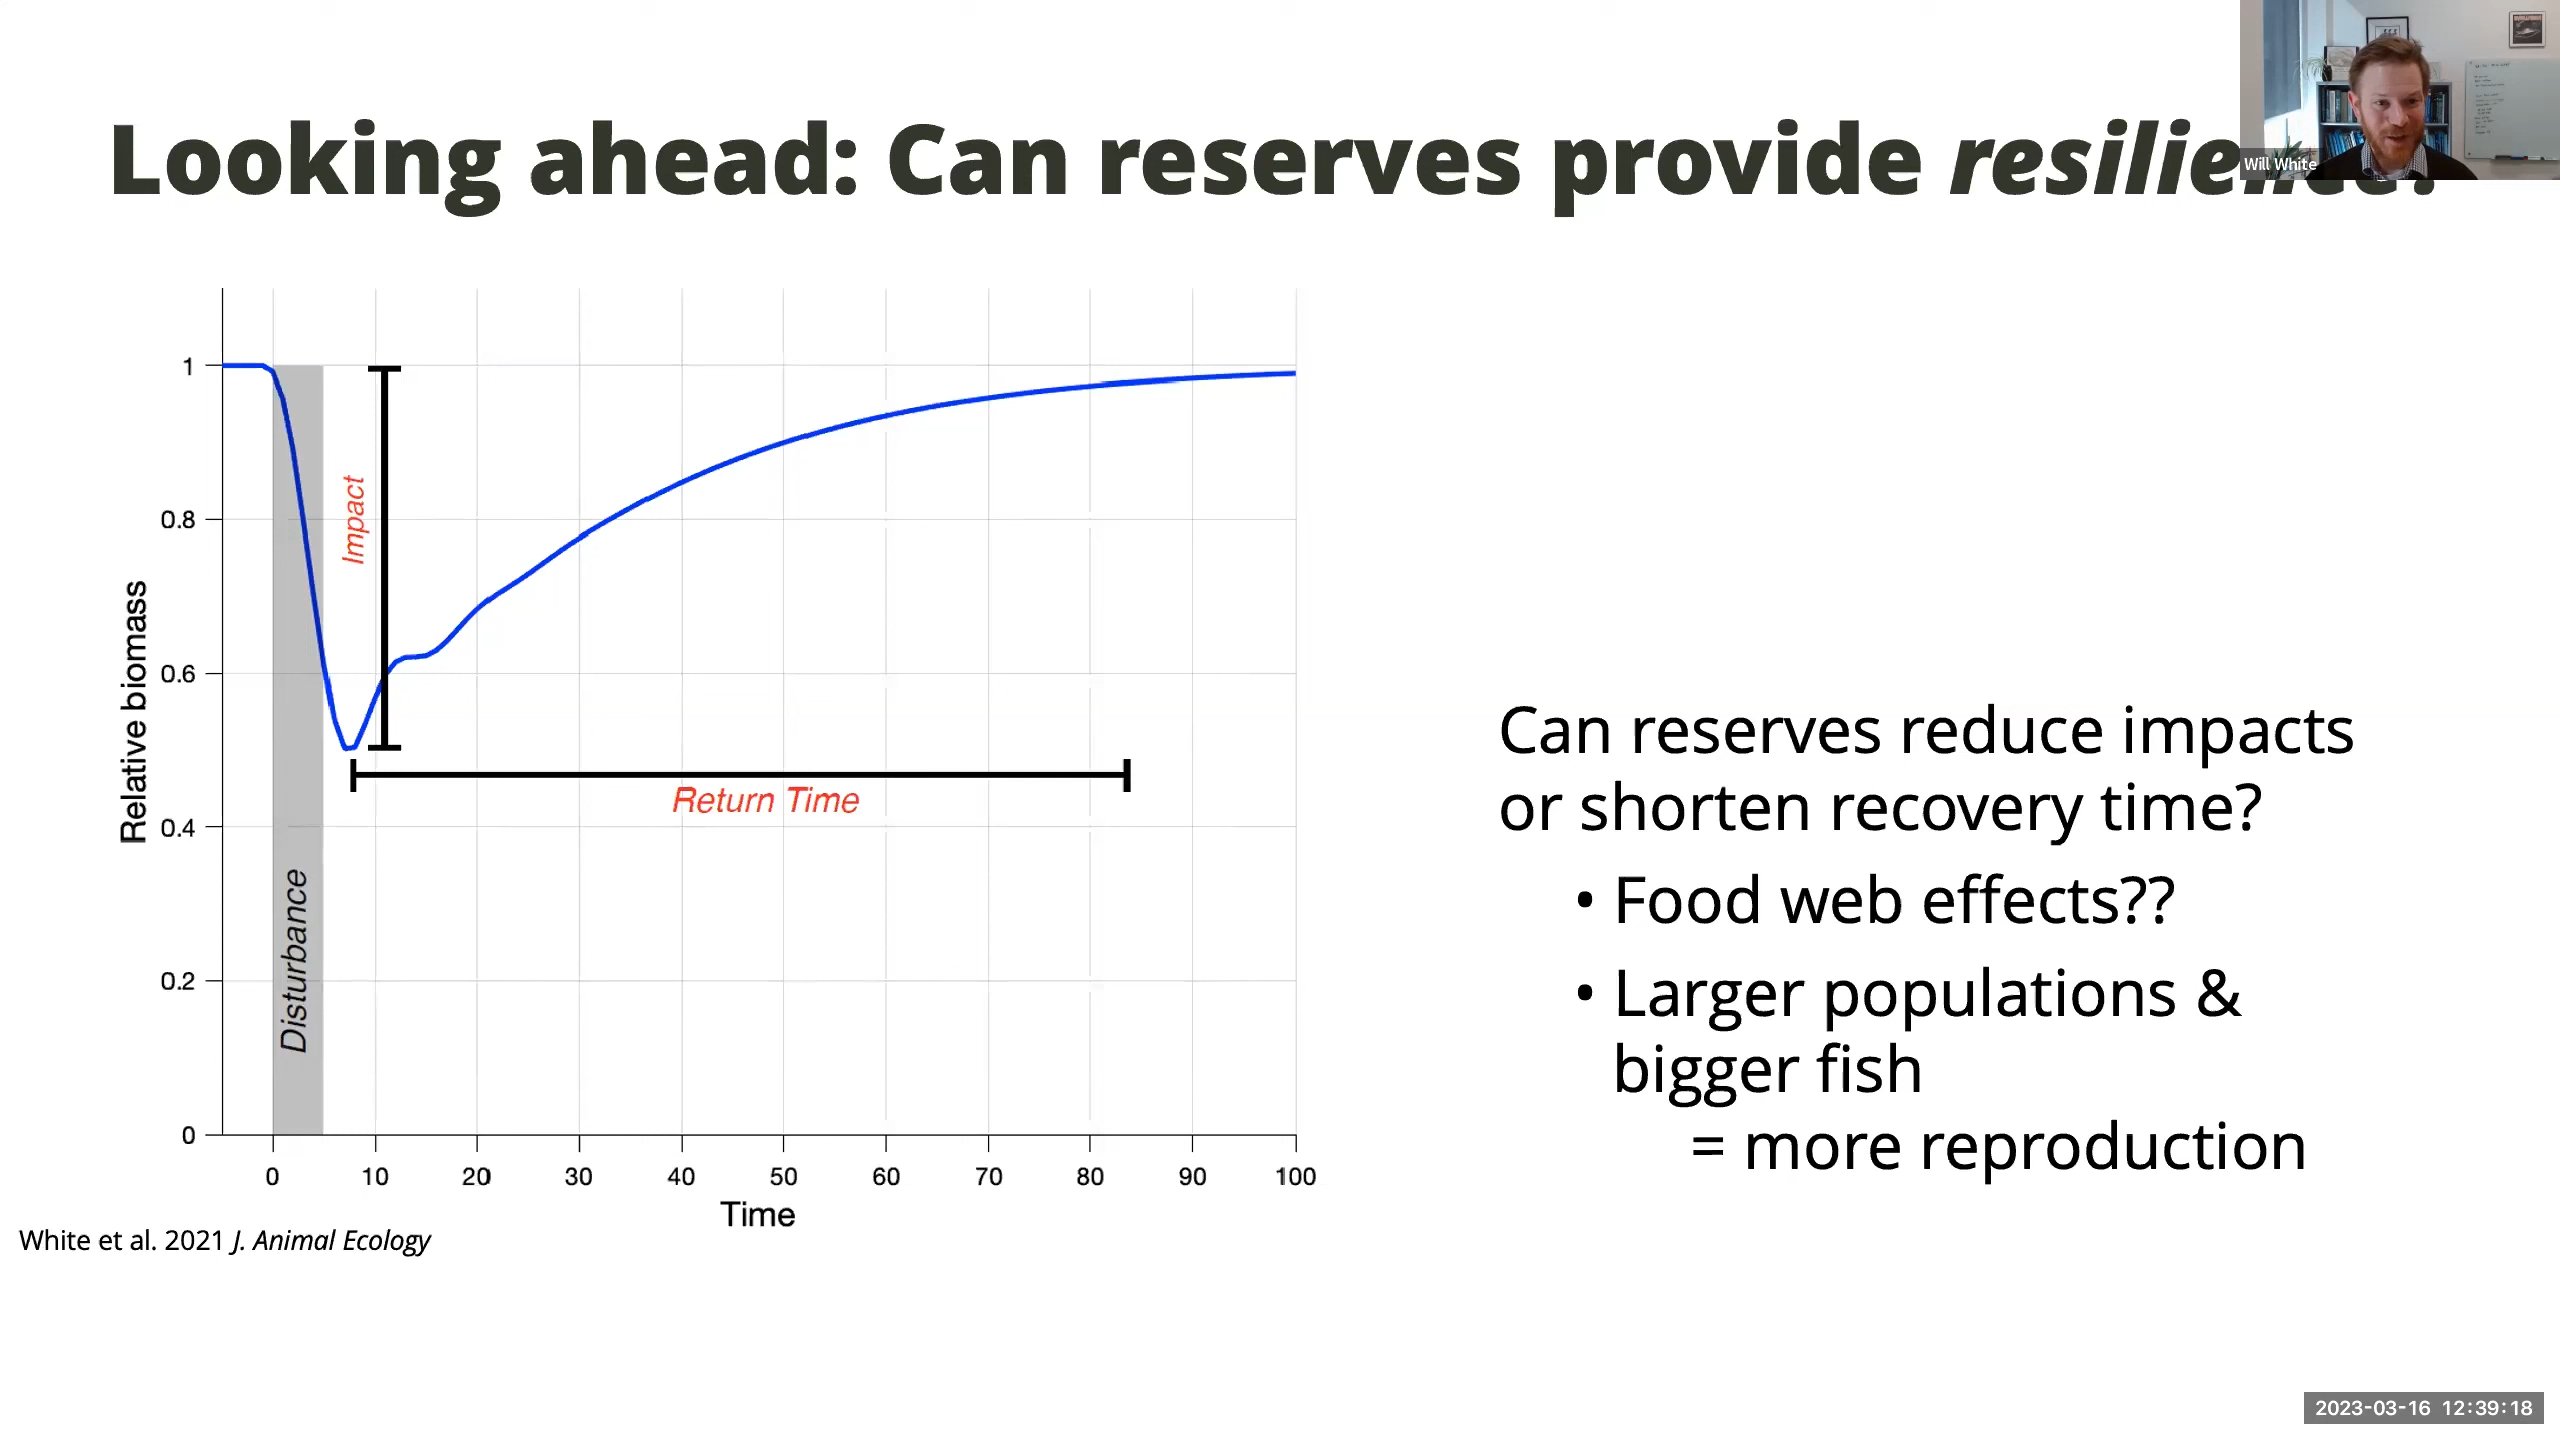 Looking ahead: Can reserves provide
Will White
1
0.8
0.6
0.4
0.2
0
Relative biomass
Impact
Return Time
Disturbance
0 10 20 30 40 50 60 70 80 90 100
Time
White et al. 2021 J. Animal Ecology
Can reserves reduce impacts
or shorten recovery time?
• Food web effects??
• Larger populations &
bigger fish
= more reproduction
2023-03-16 12:39:18